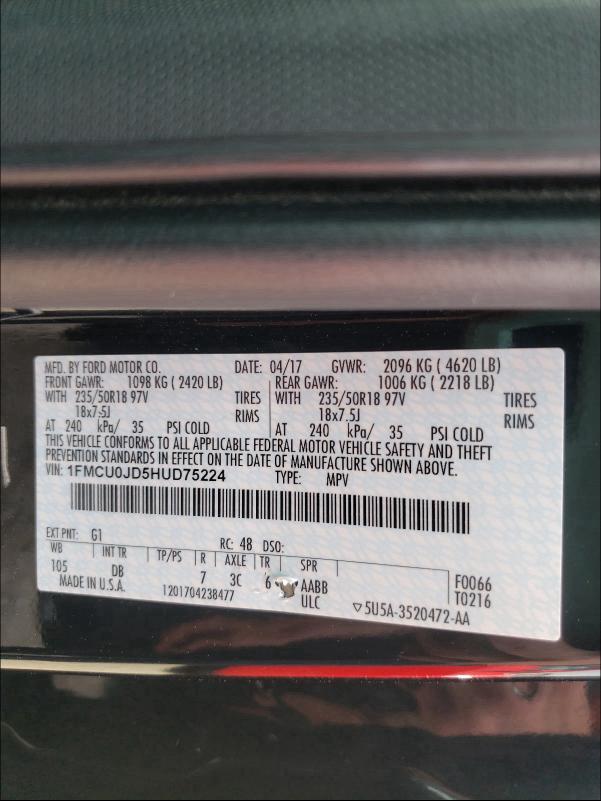 MFD. BY FORD MOTOR CO. DATE: 04/17 GVWR: 2096 KG ( 4620 LB)
FRONT GAWR: 1098 KG ( 2420 LB) REAR GAWR: 1006 KG ( 2218 LB)
WITH 235/50R18 97V TIRES WITH 235/50R18 97V TIRES
18x7.5J RIMS 18x7.5J RIMS
AT 240 kPa/ 35 PSI COLD AT 240 kPa/ 35 PSI COLD
THIS VEHICLE CONFORMS TO ALL APPLICABLE FEDERAL MOTOR VEHICLE SAFETY AND THEFT
PREVENTION STANDARDS IN EFFECT ON THE DATE OF MANUFACTURE SHOWN ABOVE.
VIN: 1FMCU0JD5HUD75224 TYPE: MPV
EXT PNT: G1 RC: 48 DSO:
WB INT TR TP/PS R AXLE TR SPR
105 DB 7 3C 6 AABB F0066
MADE IN U.S.A. 1201704238477 ULC T0216
▽5U5A-3520472-AA